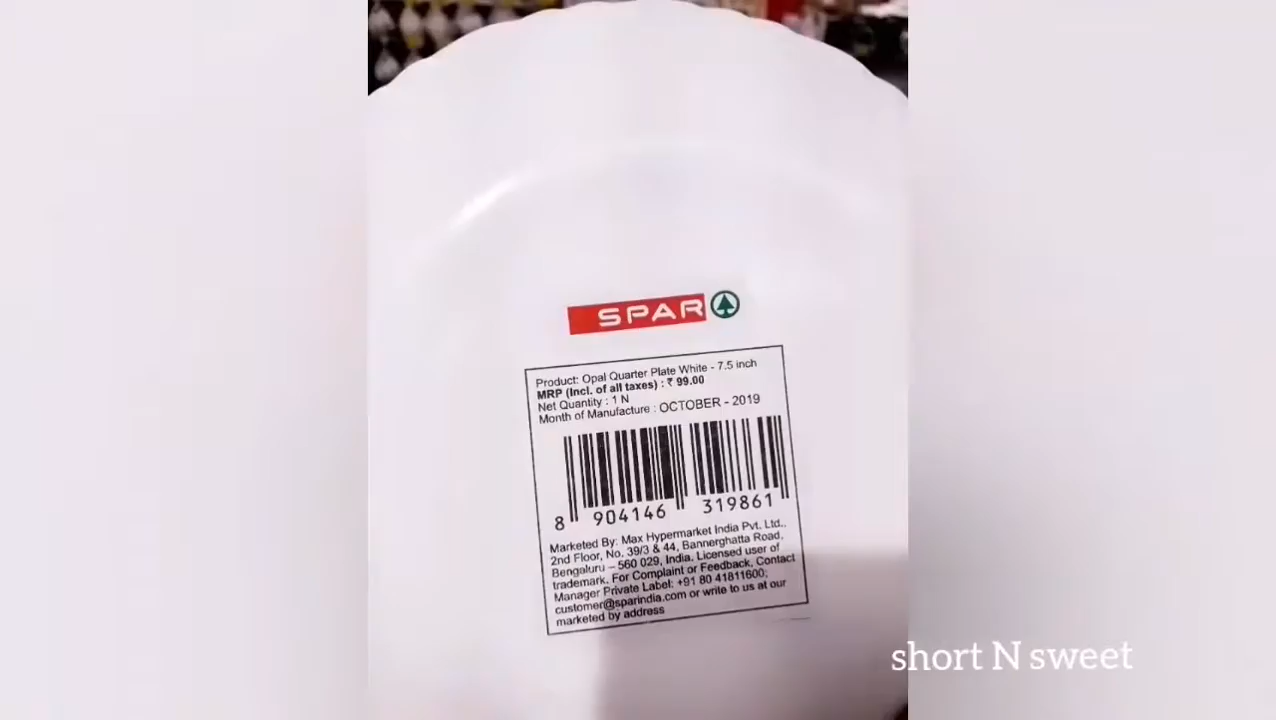 SPAR
Product: Opal Quarter Plate White - 7.5 inch
MRP (Incl. of all taxes) : ₹ 99.00
Net Quantity : 1 N
Month of Manufacture : OCTOBER - 2019
8 904146 319861
Marketed By: Max Hypermarket India Pvt. Ltd.,
2nd Floor, No. 39/3 & 44, Bannerghatta Road,
Bengaluru – 560 029, India. Licensed user of
trademark. For Complaint or Feedback, Contact
Manager Private Label: +91 80 41811600;
customer@sparindia.com or write to us at our
marketed by address
short N sweet